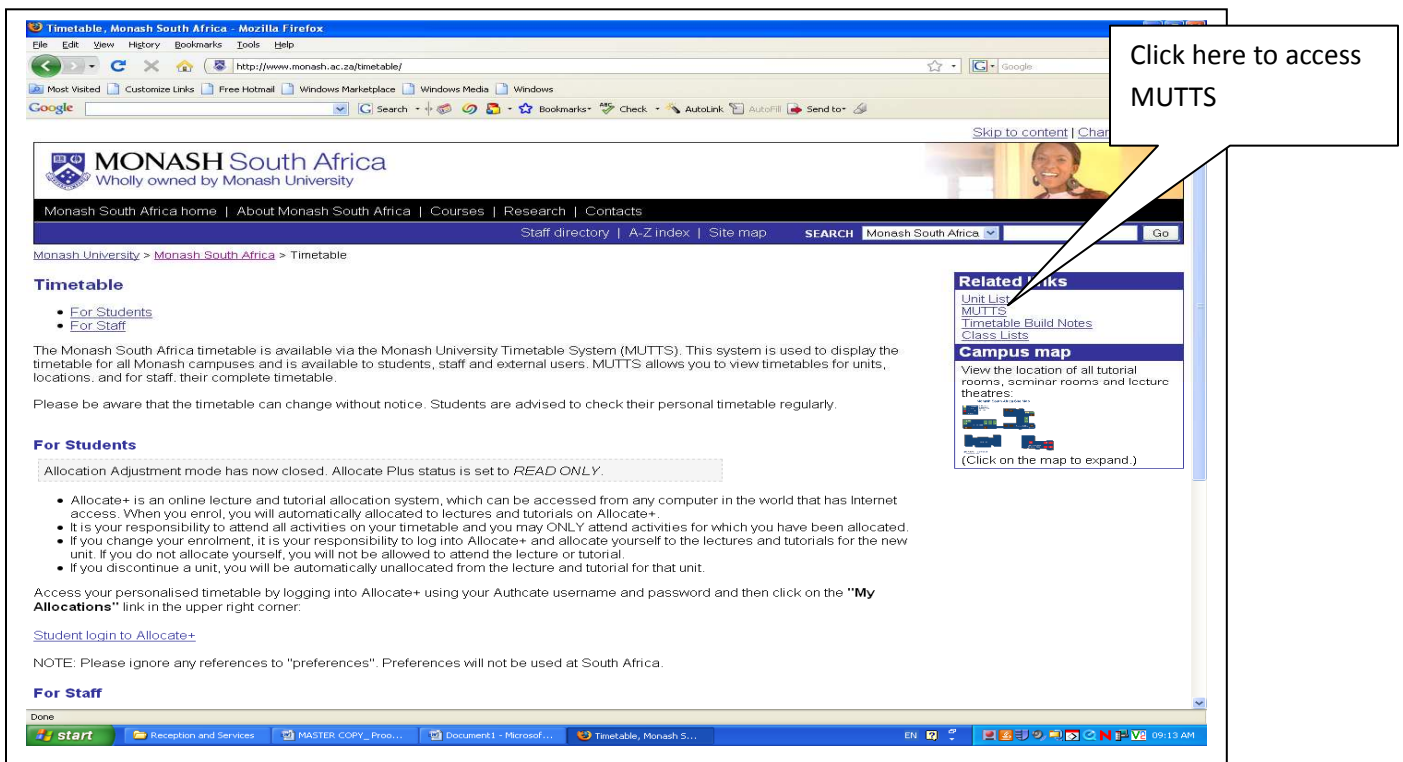 Timetable, Monash South Africa - Mozilla Firefox
File Edit View History Bookmarks Tools Help
http://www.monash.ac.za/timetable/
Google
Most Visited Customize Links Free Hotmail Windows Marketplace Windows Media Windows
Google Search Bookmarks Check AutoLink AutoFill Send to
Click here to access
MUTTS
Skip to content |
MONASH South Africa
Wholly owned by Monash University
Monash South Africa home | About Monash South Africa | Courses | Research | Contacts
Staff directory | A-Z index | Site map SEARCH Monash South Africa Go
Monash University > Monash South Africa > Timetable
Timetable
• For Students
• For Staff
The Monash South Africa timetable is available via the Monash University Timetable System (MUTTS). This system is used to display the
timetable for all Monash campuses and is available to students, staff and external users. MUTTS allows you to view timetables for units,
locations. and for staff. their complete timetable.
Please be aware that the timetable can change without notice. Students are advised to check their personal timetable regularly.
For Students
Allocation Adjustment mode has now closed. Allocate Plus status is set to READ ONLY.
• Allocate+ is an online lecture and tutorial allocation system, which can be accessed from any computer in the world that has Internet
access. When you enrol, you will automatically allocated to lectures and tutorials on Allocate+.
• It is your responsibility to attend all activities on your timetable and you may ONLY attend activities for which you have been allocated.
• If you change your enrolment, it is your responsibility to log into Allocate+ and allocate yourself to the lectures and tutorials for the new
unit. If you do not allocate yourself, you will not be allowed to attend the lecture or tutorial.
• If you discontinue a unit, you will be automatically unallocated from the lecture and tutorial for that unit.
Access your personalised timetable by logging into Allocate+ using your Authcate username and password and then click on the "My
Allocations" link in the upper right corner:
Student login to Allocate+
NOTE: Please ignore any references to "preferences". Preferences will not be used at South Africa.
For Staff
Related links
Unit List
MUTTS
Timetable Build Notes
Class Lists
Campus map
View the location of all tutorial
rooms, seminar rooms and lecture
theatres:
(Click on the map to expand.)
Done
start Reception and Services MASTER COPY_Proo... Document1 - Microsof... Timetable, Monash S... EN 09:13 AM